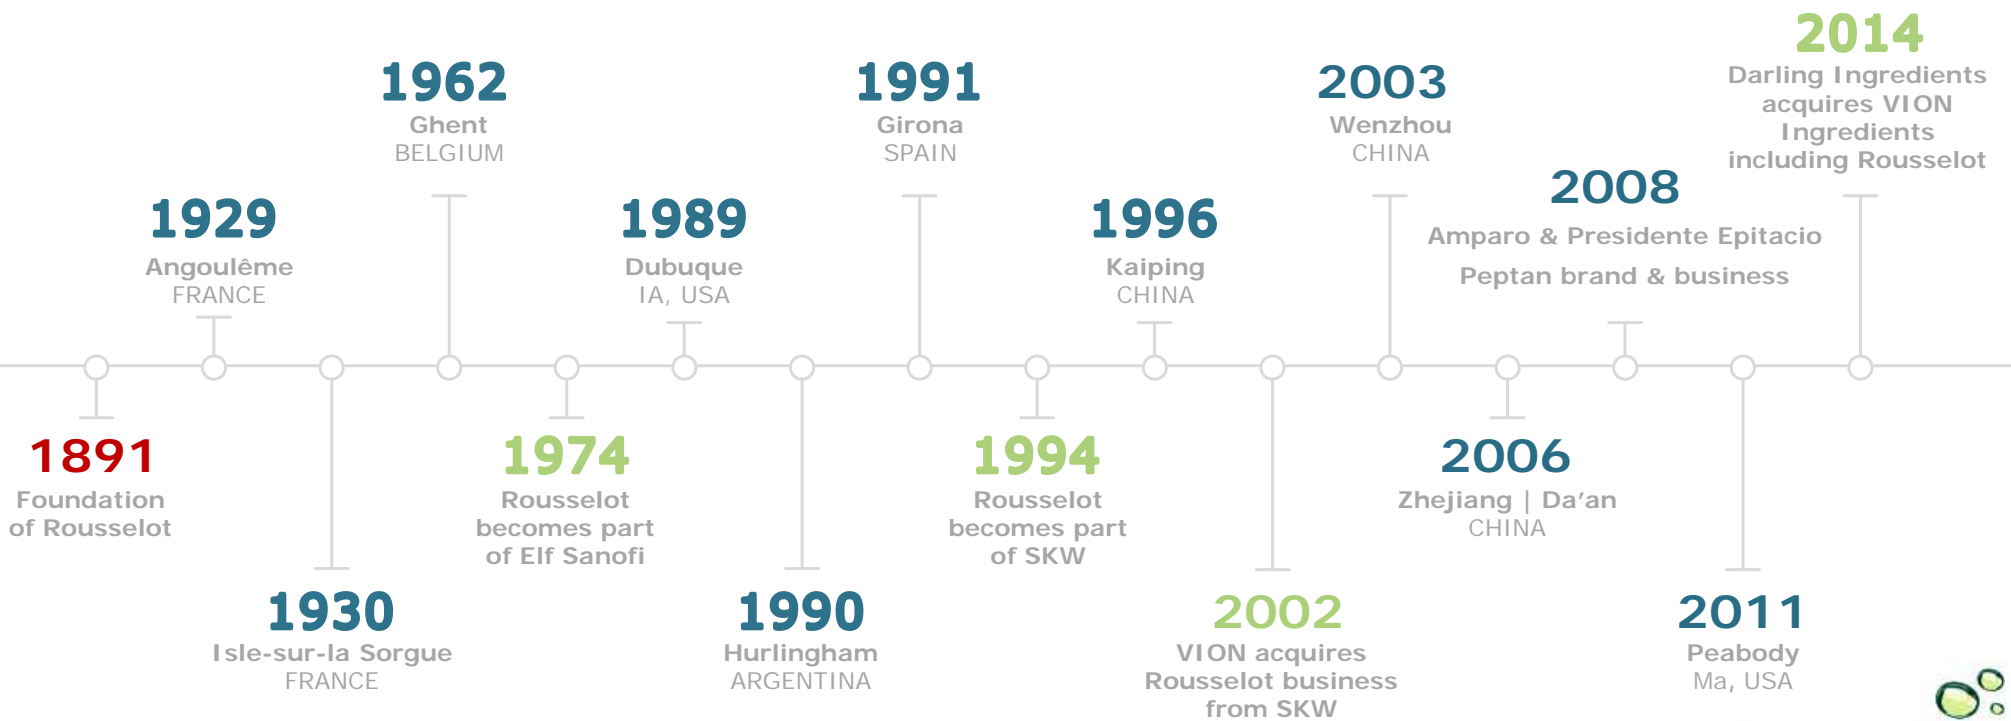 1891
Foundation
of Rousselot
1929
Angoulême
FRANCE
1930
Isle-sur-la Sorgue
FRANCE
1962
Ghent
BELGIUM
1974
Rousselot
becomes part
of Elf Sanofi
1989
Dubuque
IA, USA
1990
Hurlingham
ARGENTINA
1991
Girona
SPAIN
1994
Rousselot
becomes part
of SKW
1996
Kaiping
CHINA
2002
VION acquires
Rousselot business
from SKW
2003
Wenzhou
CHINA
2006
Zhejiang | Da’an
CHINA
2008
Amparo & Presidente Epitacio
Peptan brand & business
2011
Peabody
Ma, USA
2014
Darling Ingredients
acquires VION
Ingredients
including Rousselot